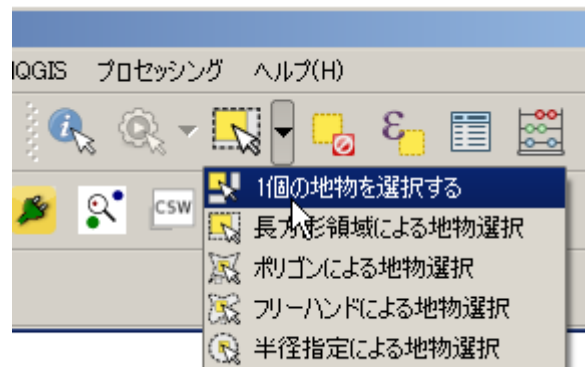 QGIS プロセッシング ヘルプ(H)
CSW
1個の地物を選択する
長方形領域による地物選択
ポリゴンによる地物選択
フリーハンドによる地物選択
半径指定による地物選択